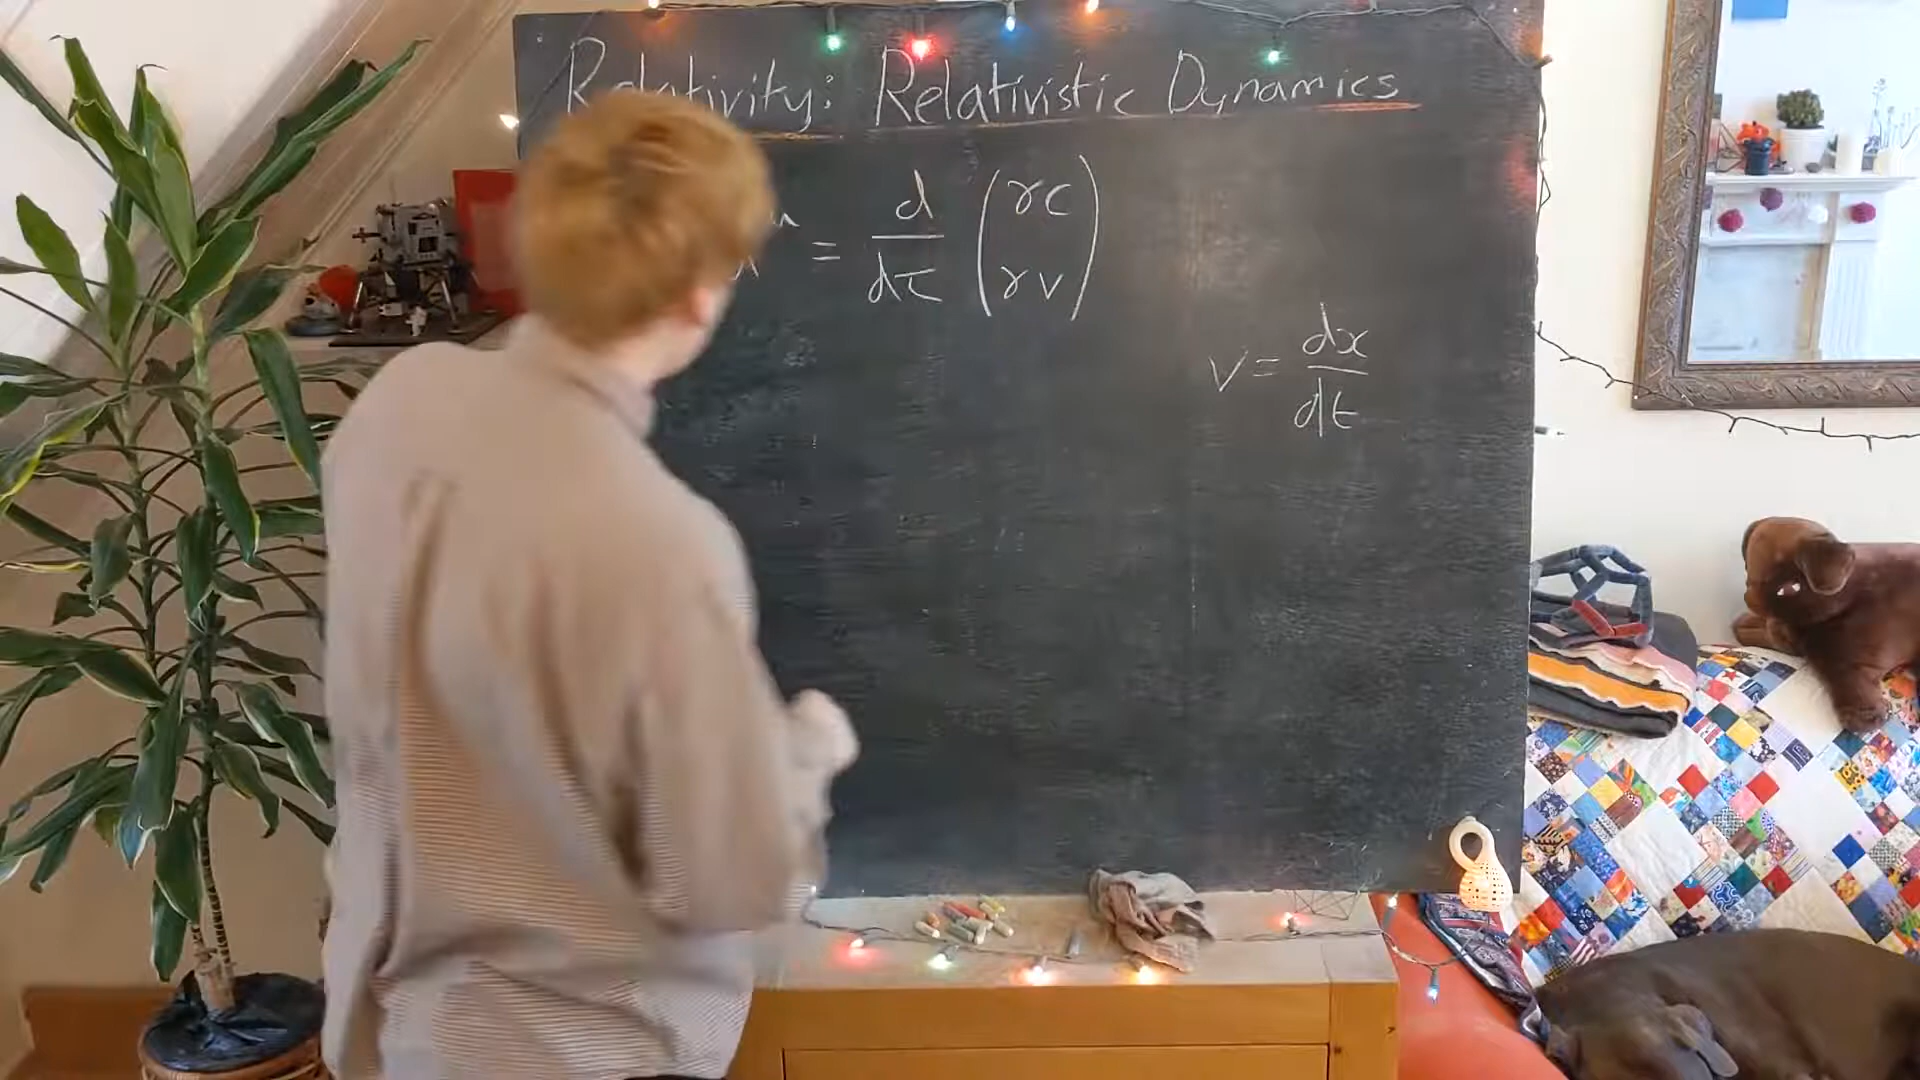 Relativity: Relativistic Dynamics
= d/dτ (γc
γv)
v = dx/dt